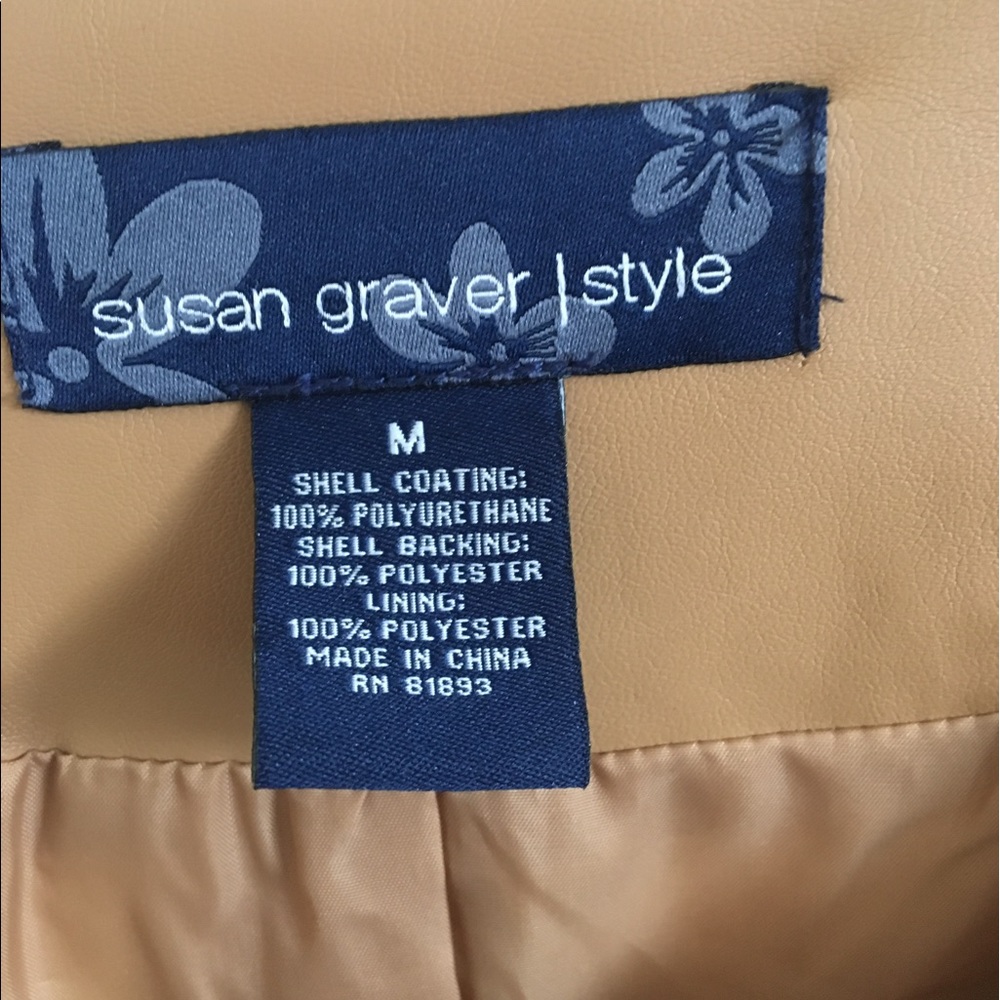 susan graver | style
M
SHELL COATING:
100% POLYURETHANE
SHELL BACKING:
100% POLYESTER
LINING:
100% POLYESTER
MADE IN CHINA
RN 81893